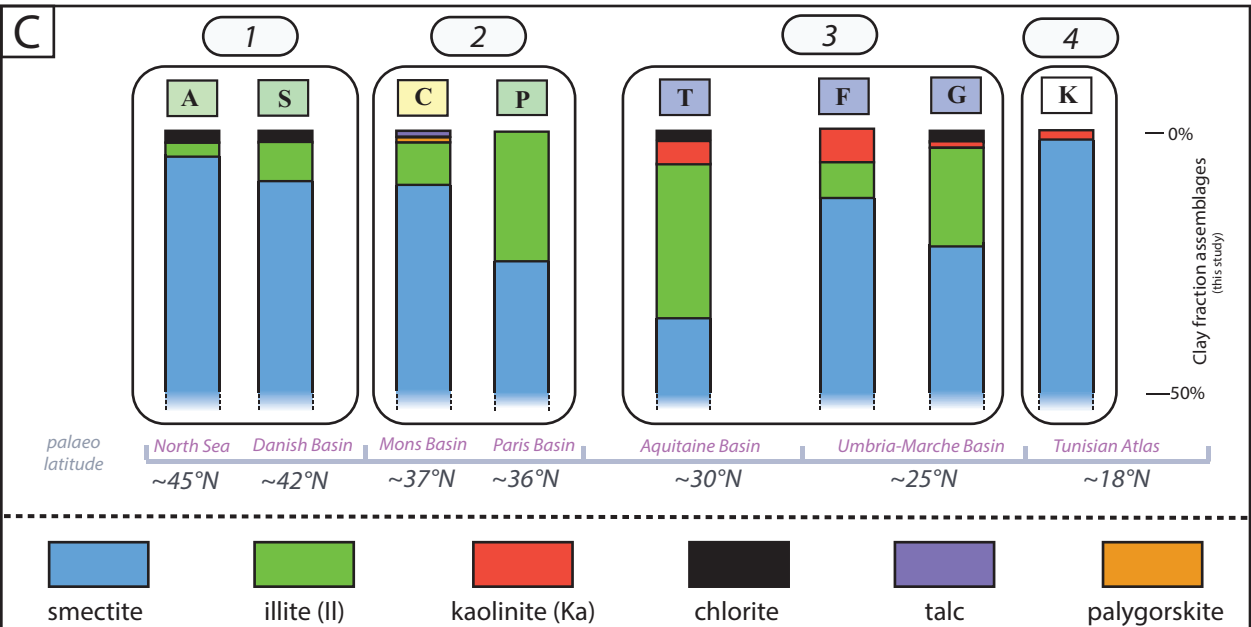 C
1
2
3
4
A
S
C
P
T
F
G
K
0%
Clay fraction assemblages
(this study)
50%
palaeo
latitude
North Sea
Danish Basin
Mons Basin
Paris Basin
Aquitaine Basin
Umbria-Marche Basin
Tunisian Atlas
~45°N
~42°N
~37°N
~36°N
~30°N
~25°N
~18°N
smectite
illite (Il)
kaolinite (Ka)
chlorite
talc
palygorskite